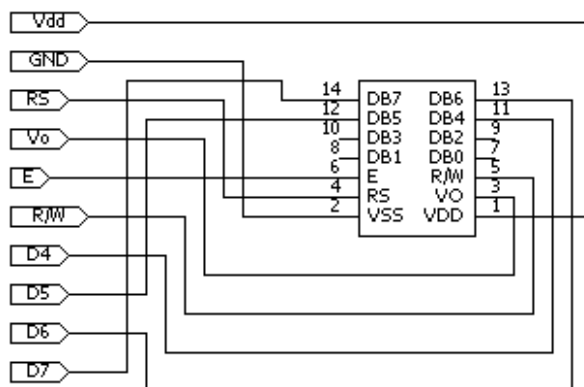 Vdd
GND
RS
Vo
E
R/W
D4
D5
D6
D7
14 DB7 DB6 13
12 DB5 DB4 11
10 DB3 DB2 9
8 DB1 DB0 7
6 E R/W 5
4 RS VO 3
2 VSS VDD 1